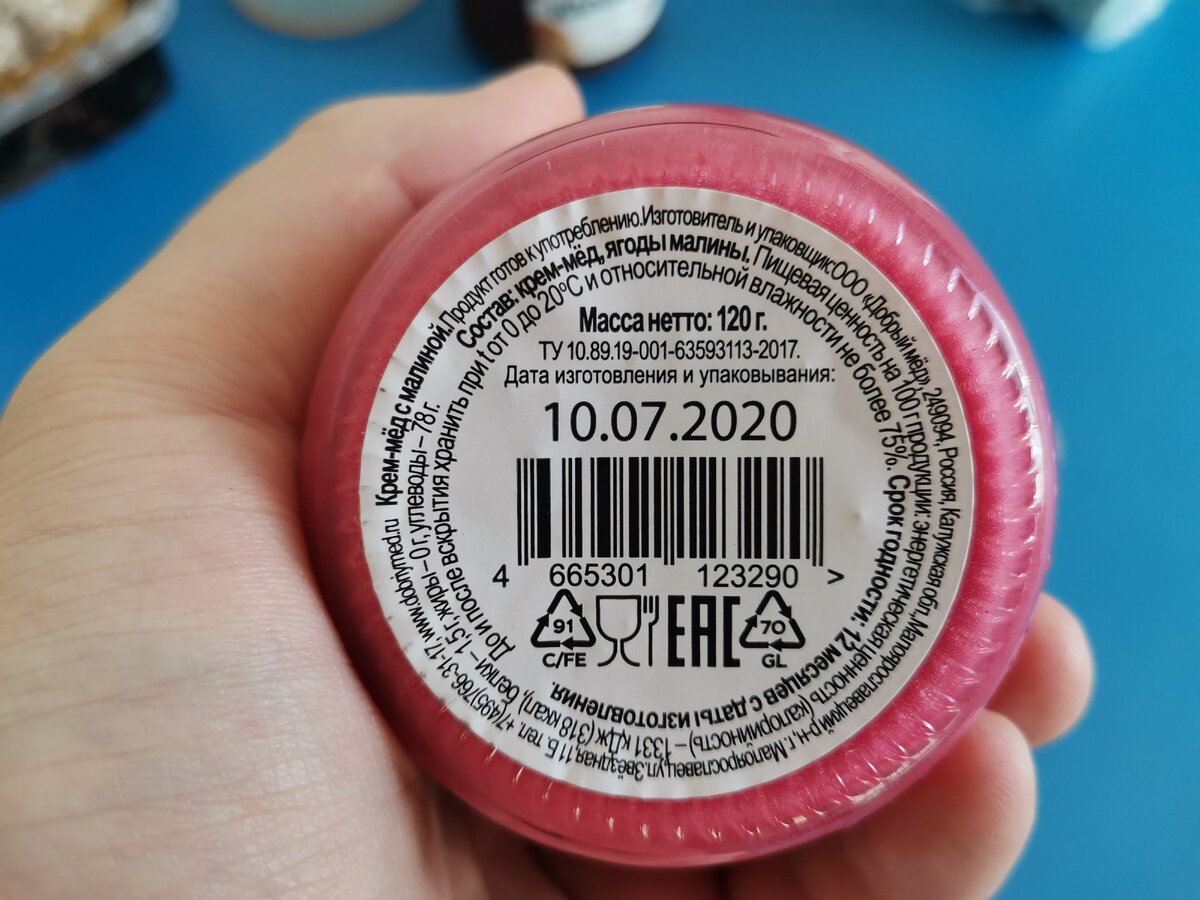 Крем-мёд с малиной. Продукт готов к употреблению. Изготовитель и упаковщик: ООО «Добрый мёд», 249094, Россия, Калужская обл., Малоярославецкий р-н, г. Малоярославец, ул. Звёздная, 11Б. тел. +7(495)766-31-17, www.dobriymed.ru
Состав: крем-мёд, ягоды малины. Пищевая ценность на 100 г продукции: энергетическая ценность (калорийность) – 1331 кДж (318 ккал), белки – 1,5 г, жиры – 0 г, углеводы – 78 г.
До и после вскрытия хранить при t от 0 до 20°C и относительной влажности не более 75%. Срок годности: 12 месяцев с даты изготовления.
Масса нетто: 120 г.
ТУ 10.89.19-001-63593113-2017.
Дата изготовления и упаковывания:
10.07.2020
4 665301 123290 >
91 EAC 70
C/FE GL